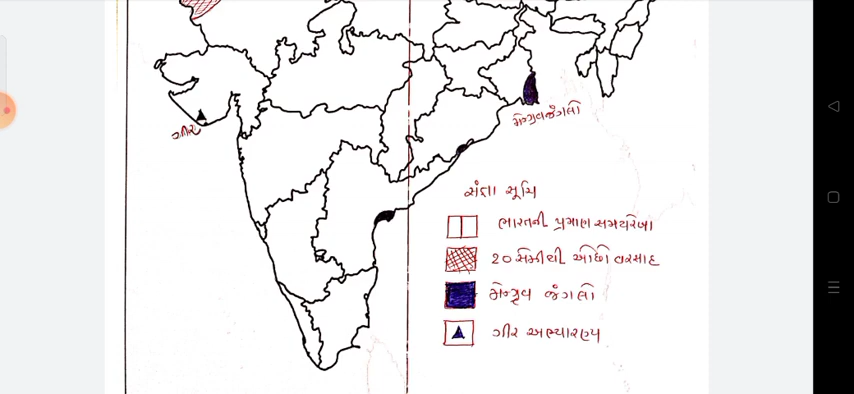 ગીર
મેન્ગ્રુવ જંગલો
સંજ્ઞા સૂચિ
ભારતની પ્રમાણ સમયરેખા
૨૦ સેમીથી ઓછો વરસાદ
મેન્ગ્રુવ જંગલો
ગીર અભ્યારણ્ય